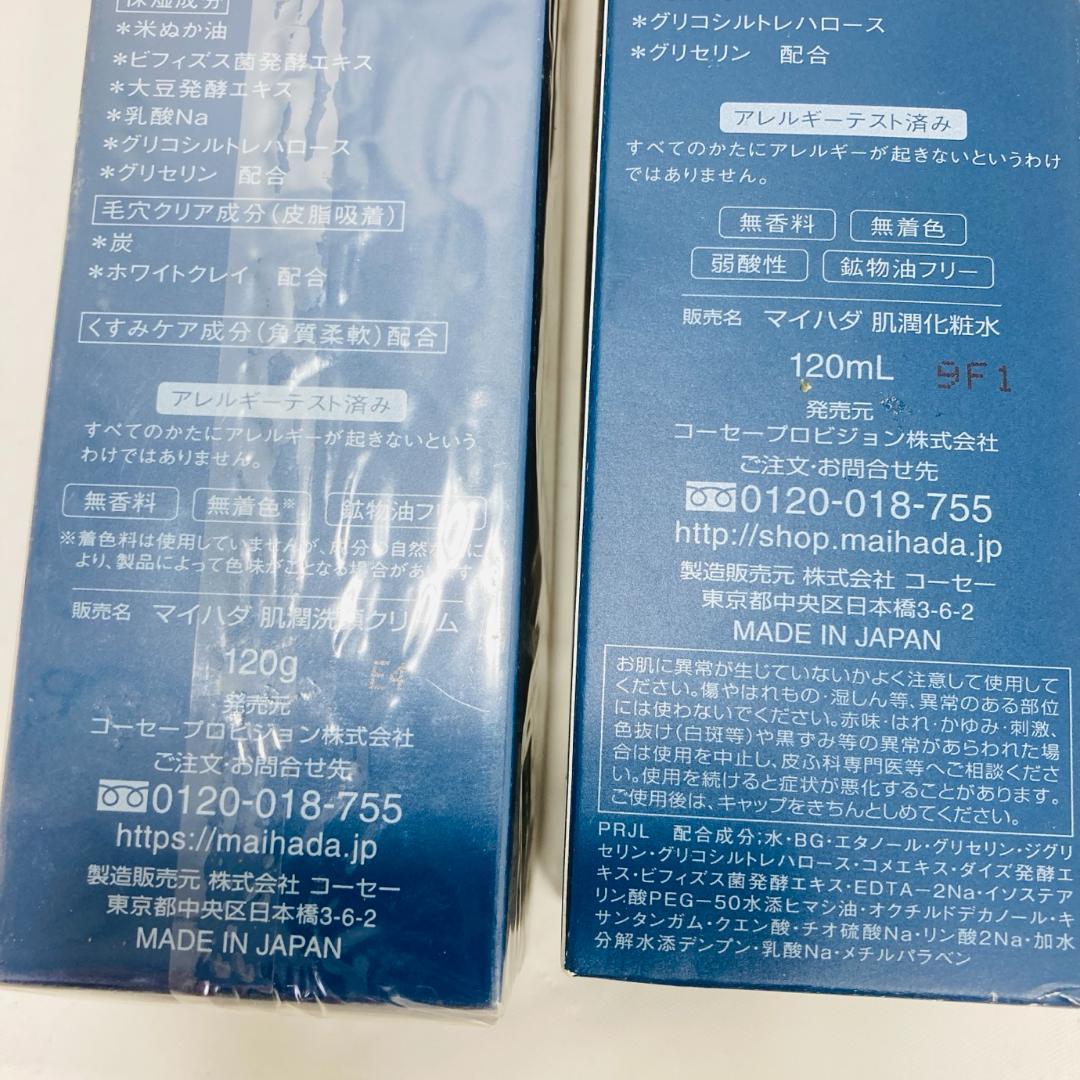 保湿成分
*米ぬか油
*ビフィズス菌発酵エキス
*大豆発酵エキス
*乳酸Na
*グリコシルトレハロース
*グリセリン 配合
毛穴クリア成分(皮脂吸着)
*炭
*ホワイトクレイ 配合
くすみケア成分(角質柔軟)配合
アレルギーテスト済み
すべてのかたにアレルギーが起きないという
わけではありません。
無香料 無着色※ 鉱物油フリー
※着色料は使用していませんが、成分の自然な色に
より、製品によって色味がことなる場合があります
販売名 マイハダ 肌潤洗顔クリーム
120g E4
発売元
コーセープロビジョン株式会社
ご注文・お問合せ先
0120-018-755
https://maihada.jp
製造販売元 株式会社 コーセー
東京都中央区日本橋3-6-2
MADE IN JAPAN
*グリコシルトレハロース
*グリセリン 配合
アレルギーテスト済み
すべてのかたにアレルギーが起きないというわけ
ではありません。
無香料 無着色
弱酸性 鉱物油フリー
販売名 マイハダ 肌潤化粧水
120mL 9F1
発売元
コーセープロビジョン株式会社
ご注文・お問合せ先
0120-018-755
http://shop.maihada.jp
製造販売元 株式会社 コーセー
東京都中央区日本橋3-6-2
MADE IN JAPAN
お肌に異常が生じていないかよく注意して使用して
ください。傷やはれもの・湿しん等、異常のある部位
には使わないでください。赤味・はれ・かゆみ・刺激、
色抜け(白斑等)や黒ずみ等の異常があらわれた場
合は使用を中止し、皮ふ科専門医等へご相談くださ
い。使用を続けると症状が悪化することがあります。
ご使用後は、キャップをきちんとしめてください。
PRJL 配合成分;水・BG・エタノール・グリセリン・ジグリ
セリン・グリコシルトレハロース・コメエキス・ダイズ発酵エ
キス・ビフィズス菌発酵エキス・EDTA-2Na・イソステア
リン酸PEG-50水添ヒマシ油・オクチルドデカノール・キ
サンタンガム・クエン酸・チオ硫酸Na・リン酸2Na・加水
分解水添デンプン・乳酸Na・メチルパラベン